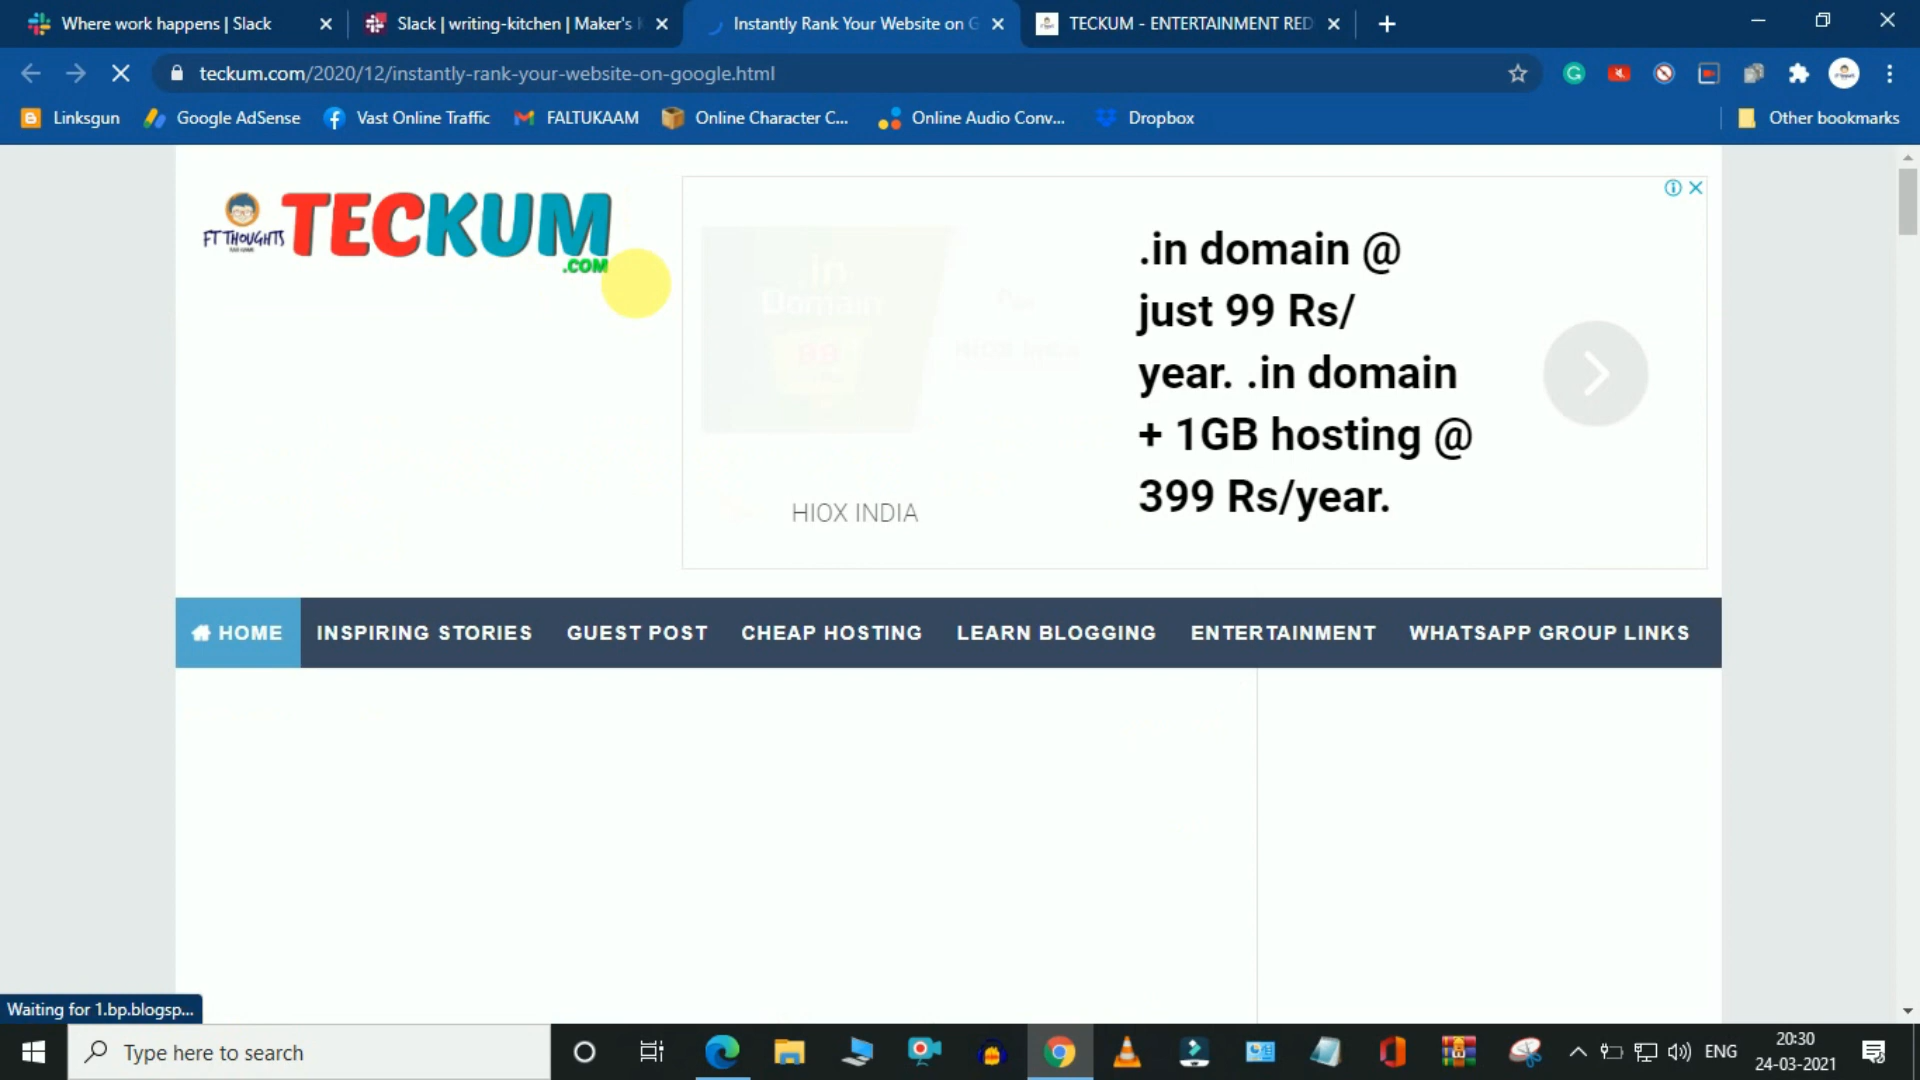 Where work happens | Slack
Slack | writing-kitchen | Maker's
Instantly Rank Your Website on G
TECKUM - ENTERTAINMENT RED
teckum.com/2020/12/instantly-rank-your-website-on-google.html
Linksgun
Google AdSense
Vast Online Traffic
FALTUKAAM
Online Character C...
Online Audio Conv...
Dropbox
Other bookmarks
FT THOUGHTS
TECKUM
.COM
in
Domain
99
.in domain @
just 99 Rs/
year. .in domain
+ 1GB hosting @
399 Rs/year.
HIOX INDIA
HOME
INSPIRING STORIES
GUEST POST
CHEAP HOSTING
LEARN BLOGGING
ENTERTAINMENT
WHATSAPP GROUP LINKS
Waiting for 1.bp.blogsp...
Type here to search
ENG
20:30
24-03-2021